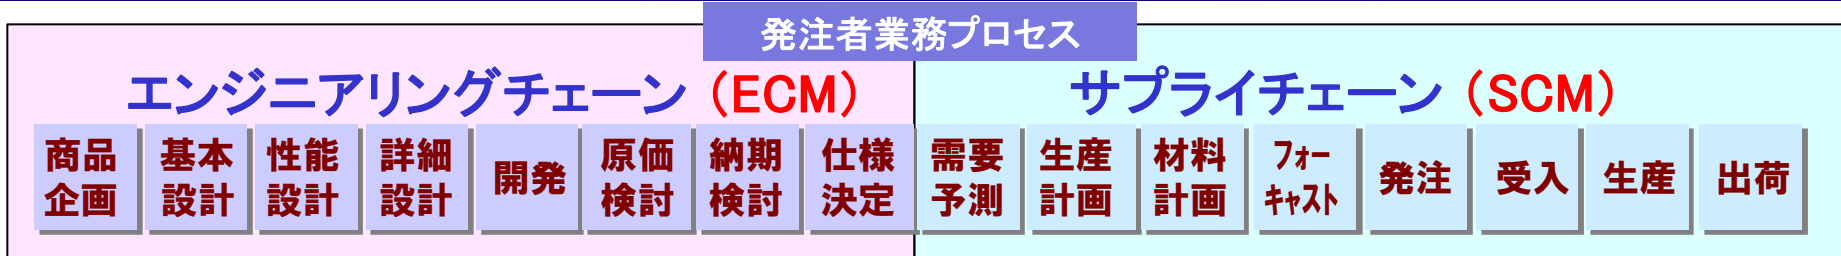 発注者業務プロセス
エンジニアリングチェーン（ECM）
サプライチェーン（SCM）
商品
企画
基本
設計
性能
設計
詳細
設計
開発
原価
検討
納期
検討
仕様
決定
需要
予測
生産
計画
材料
計画
ﾌｫｰ
ｷｬｽﾄ
発注
受入
生産
出荷